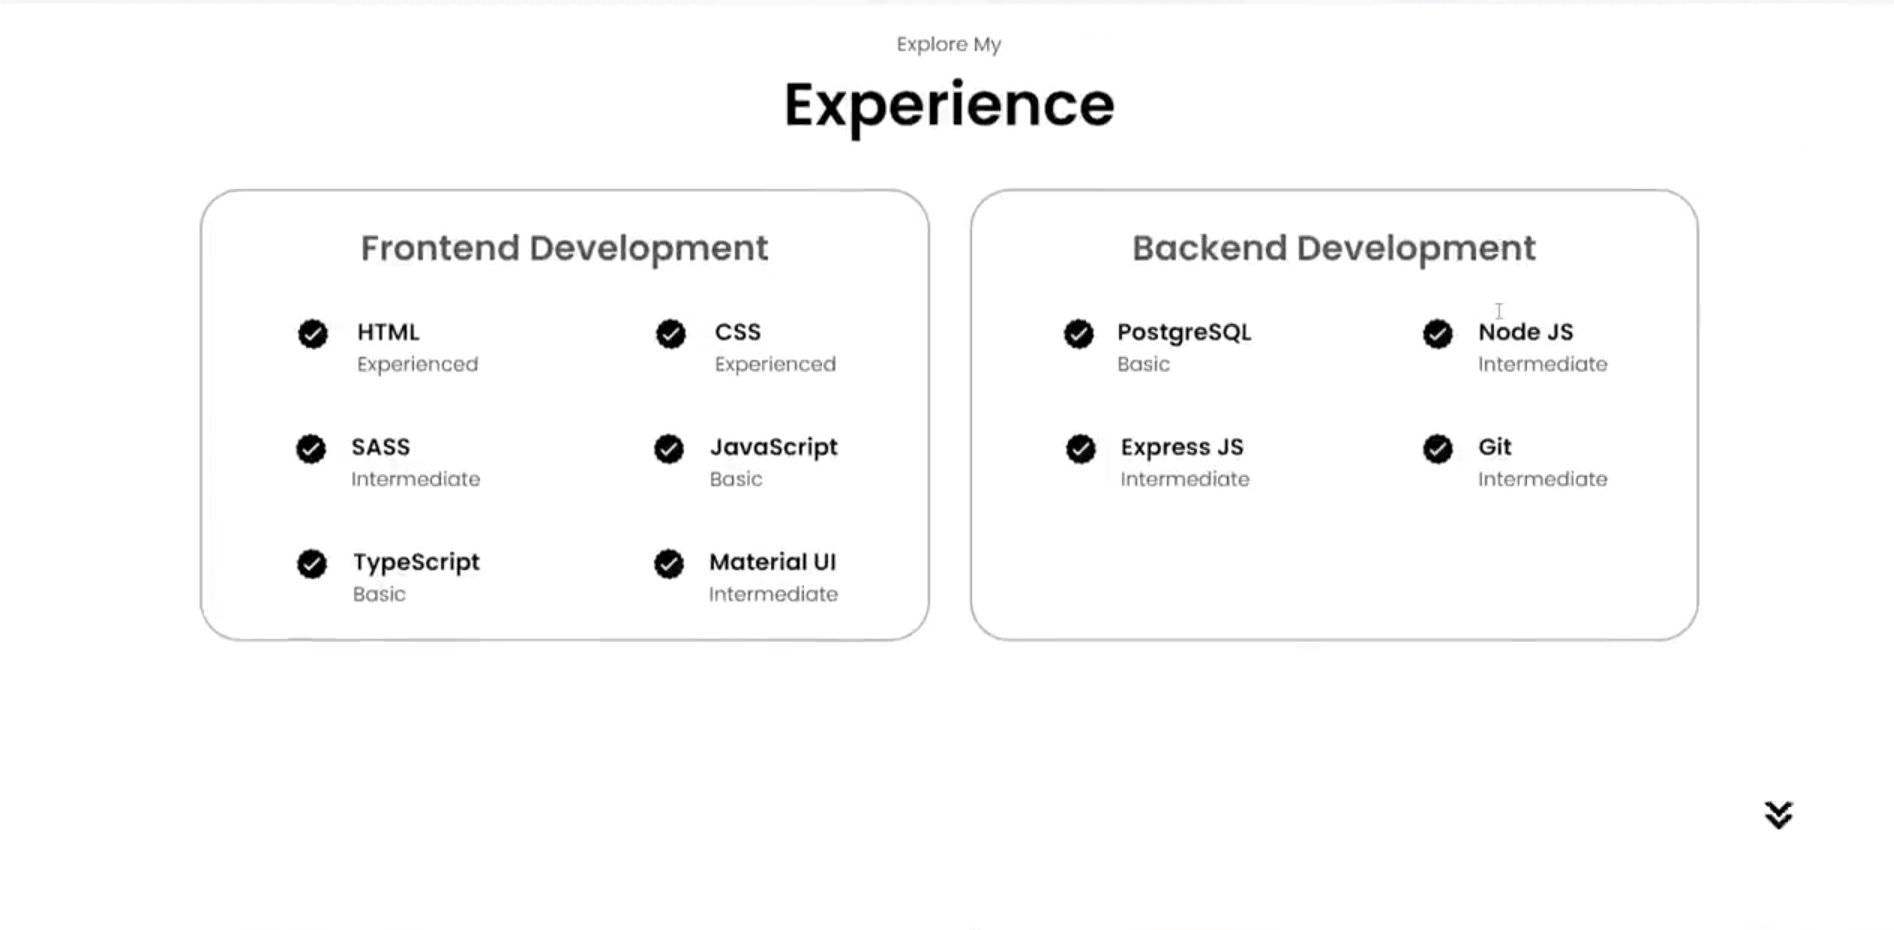 Explore My
Experience
Frontend Development
HTML
Experienced
CSS
Experienced
SASS
Intermediate
JavaScript
Basic
TypeScript
Basic
Material UI
Intermediate
Backend Development
PostgreSQL
Basic
Node JS
Intermediate
Express JS
Intermediate
Git
Intermediate